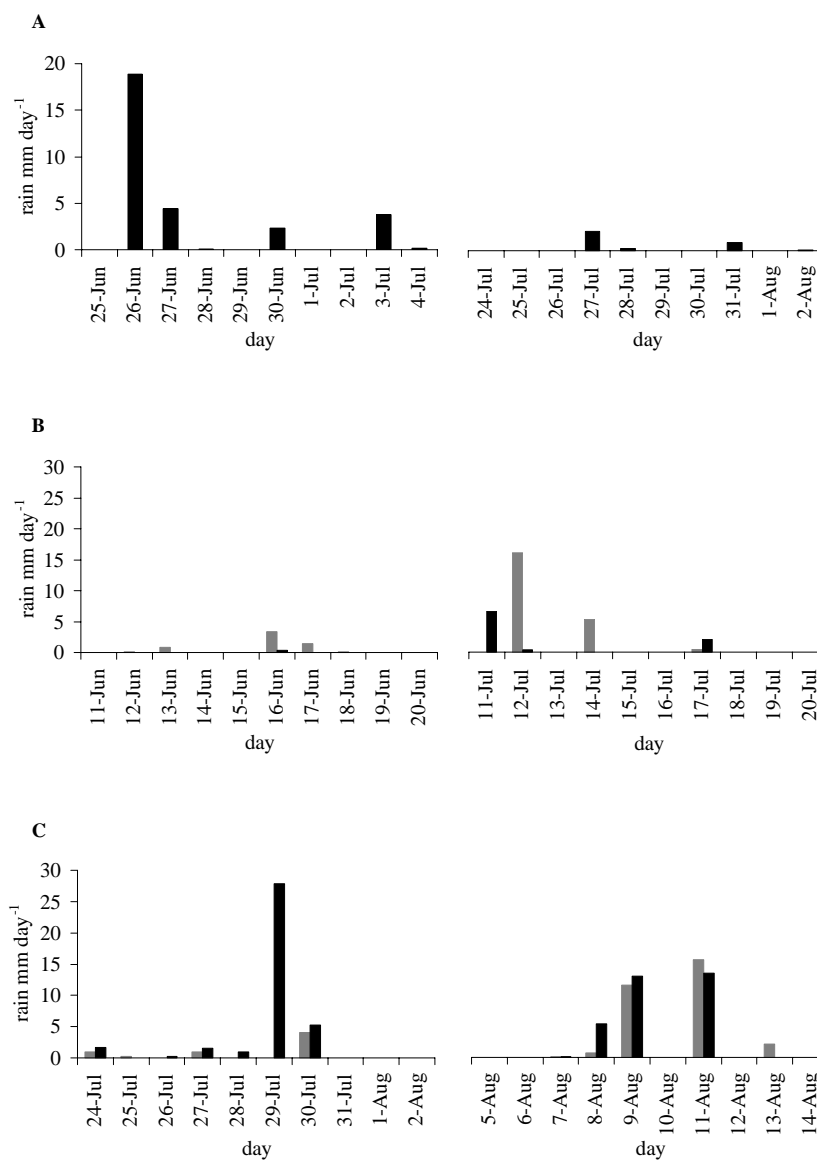 A
rain mm day-1
20
15
10
5
0
25-Jun
26-Jun
27-Jun
28-Jun
29-Jun
30-Jun
1-Jul
2-Jul
3-Jul
4-Jul
day
24-Jul
25-Jul
26-Jul
27-Jul
28-Jul
29-Jul
30-Jul
31-Jul
1-Aug
2-Aug
day
B
rain mm day-1
30
25
20
15
10
5
0
11-Jun
12-Jun
13-Jun
14-Jun
15-Jun
16-Jun
17-Jun
18-Jun
19-Jun
20-Jun
day
11-Jul
12-Jul
13-Jul
14-Jul
15-Jul
16-Jul
17-Jul
18-Jul
19-Jul
20-Jul
day
C
rain mm day-1
30
25
20
15
10
5
0
24-Jul
25-Jul
26-Jul
27-Jul
28-Jul
29-Jul
30-Jul
31-Jul
1-Aug
2-Aug
day
5-Aug
6-Aug
7-Aug
8-Aug
9-Aug
10-Aug
11-Aug
12-Aug
13-Aug
14-Aug
day